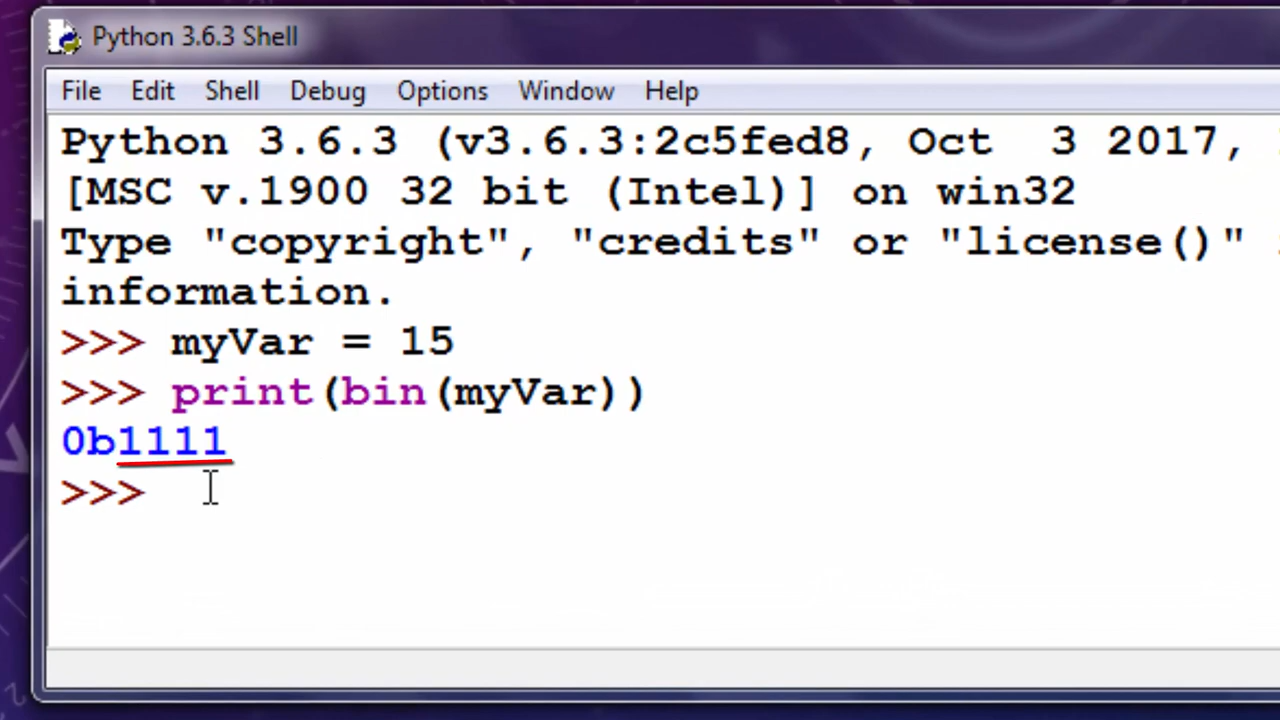 Python 3.6.3 Shell
File Edit Shell Debug Options Window Help
Python 3.6.3 (v3.6.3:2c5fed8, Oct  3 2017,
[MSC v.1900 32 bit (Intel)] on win32
Type "copyright", "credits" or "license()"
information.
>>> myVar = 15
>>> print(bin(myVar))
0b1111
>>>